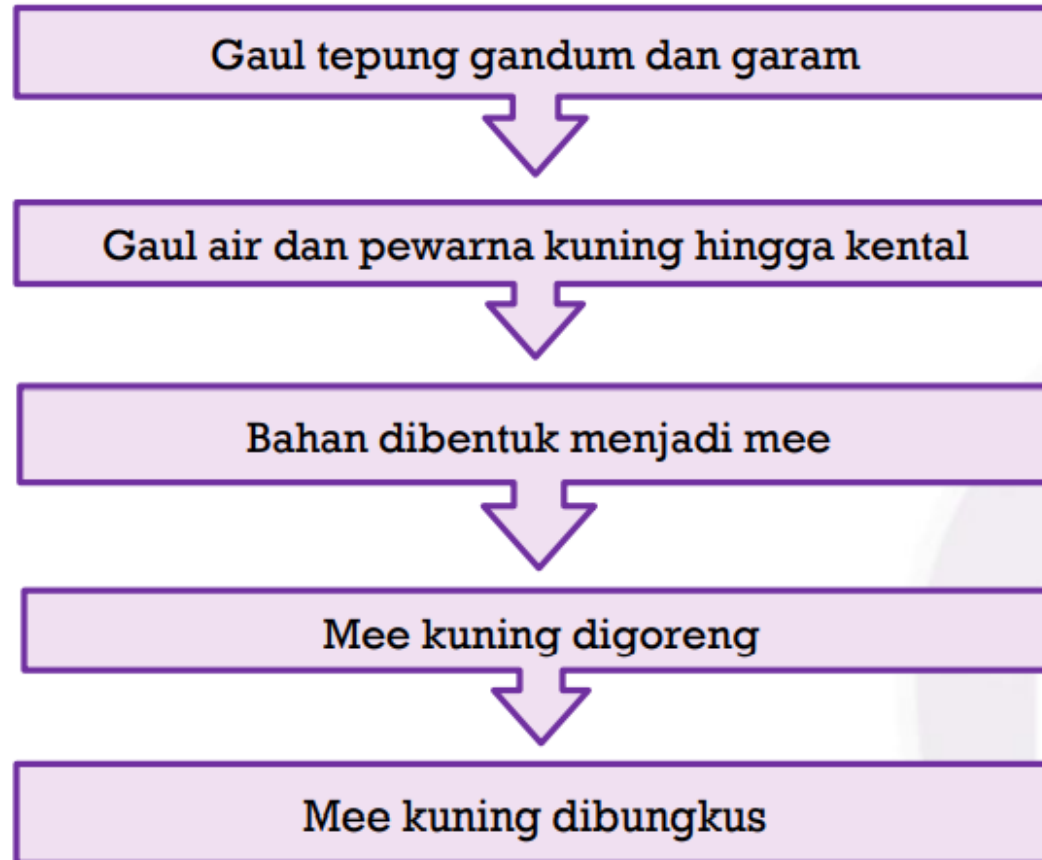 Gaul tepung gandum dan garam
Gaul air dan pewarna kuning hingga kental
Bahan dibentuk menjadi mee
Mee kuning digoreng
Mee kuning dibungkus